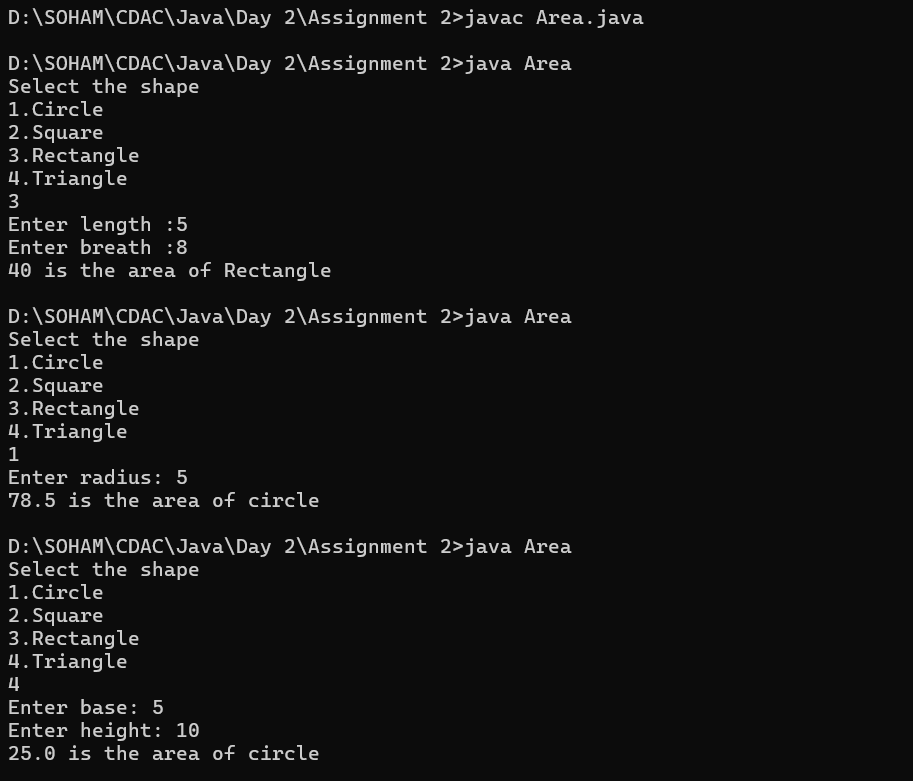 D:\SOHAM\CDAC\Java\Day 2\Assignment 2>javac Area.java
D:\SOHAM\CDAC\Java\Day 2\Assignment 2>java Area
Select the shape
1.Circle
2.Square
3.Rectangle
4.Triangle
3
Enter length :5
Enter breath :8
40 is the area of Rectangle
D:\SOHAM\CDAC\Java\Day 2\Assignment 2>java Area
Select the shape
1.Circle
2.Square
3.Rectangle
4.Triangle
1
Enter radius: 5
78.5 is the area of circle
D:\SOHAM\CDAC\Java\Day 2\Assignment 2>java Area
Select the shape
1.Circle
2.Square
3.Rectangle
4.Triangle
4
Enter base: 5
Enter height: 10
25.0 is the area of circle